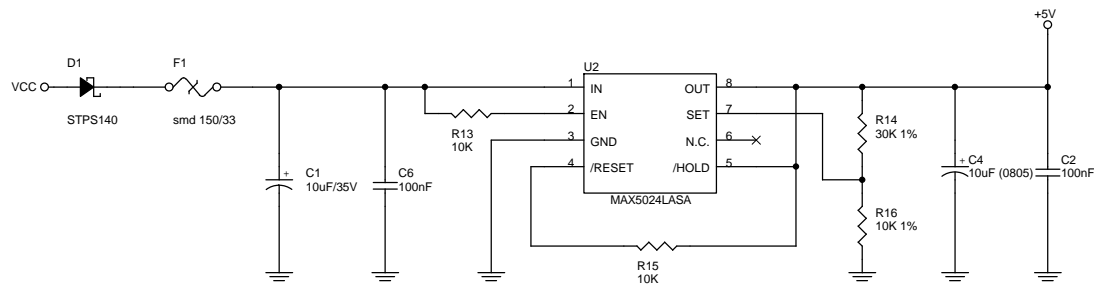 +5V
D1
F1
U2
VCC
1
IN
OUT
8
STPS140
smd 150/33
2
EN
SET
7
R13
10K
3
GND
N.C.
6
R14
30K 1%
4
/RESET
/HOLD
5
C1
10uF/35V
C6
100nF
+
+
C4
10uF (0805)
C2
100nF
MAX5024LASA
R16
10K 1%
R15
10K